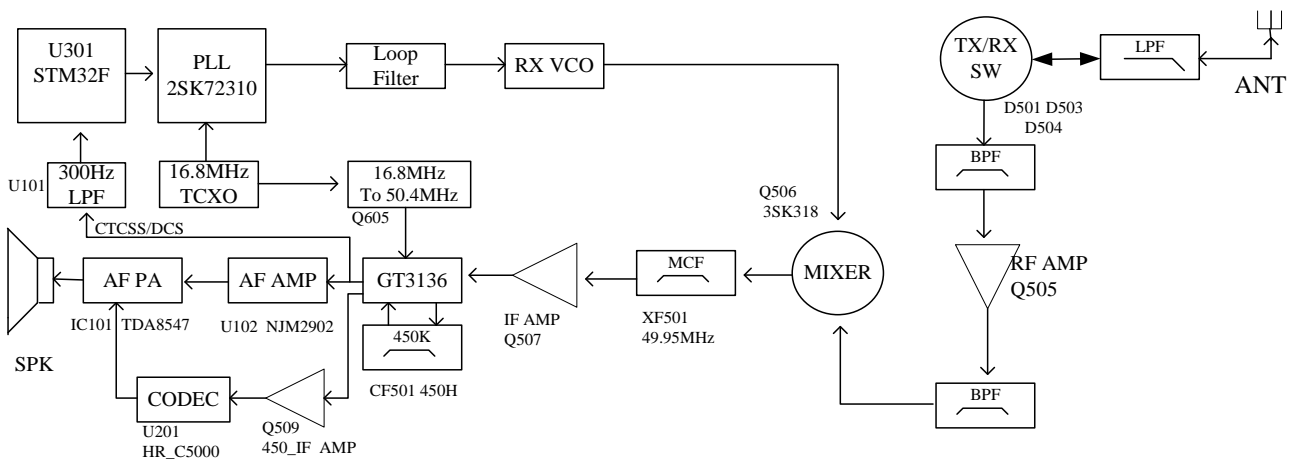 U301
STM32F
PLL
2SK72310
Loop
Filter
RX VCO
TX/RX
SW
LPF
ANT
D501 D503
D504
BPF
U101
300Hz
LPF
16.8MHz
TCXO
16.8MHz
To 50.4MHz
Q605
Q506
3SK318
CTCSS/DCS
AF PA
AF AMP
GT3136
MCF
MIXER
RF AMP
Q505
IC101 TDA8547
U102 NJM2902
450K
IF AMP
Q507
XF501
49.95MHz
SPK
CF501 450H
BPF
CODEC
U201
HR_C5000
Q509
450_IF AMP